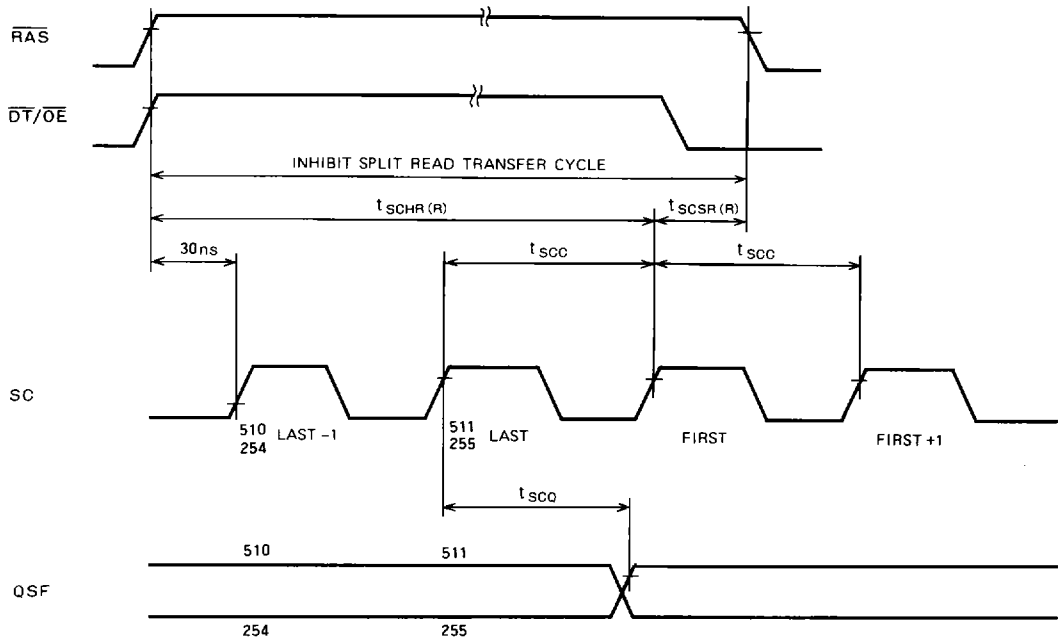 RAS
DT/OE
INHIBIT SPLIT READ TRANSFER CYCLE
tSCHR(R)
tSCSR(R)
30ns
tSCC
tSCC
SC
510
254
LAST -1
511
255
LAST
FIRST
FIRST +1
tSCQ
QSF
510
511
254
255